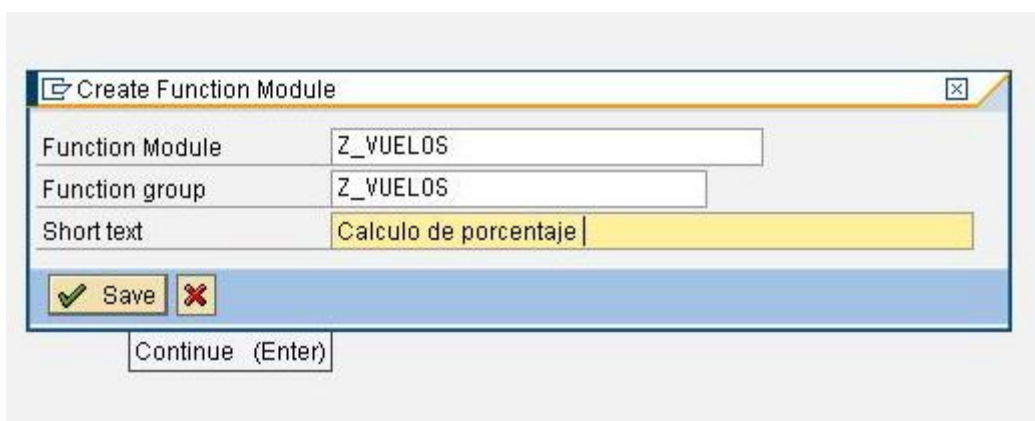 Create Function Module
Function Module Z_VUELOS
Function group Z_VUELOS
Short text Calculo de porcentaje
Save
Continue (Enter)